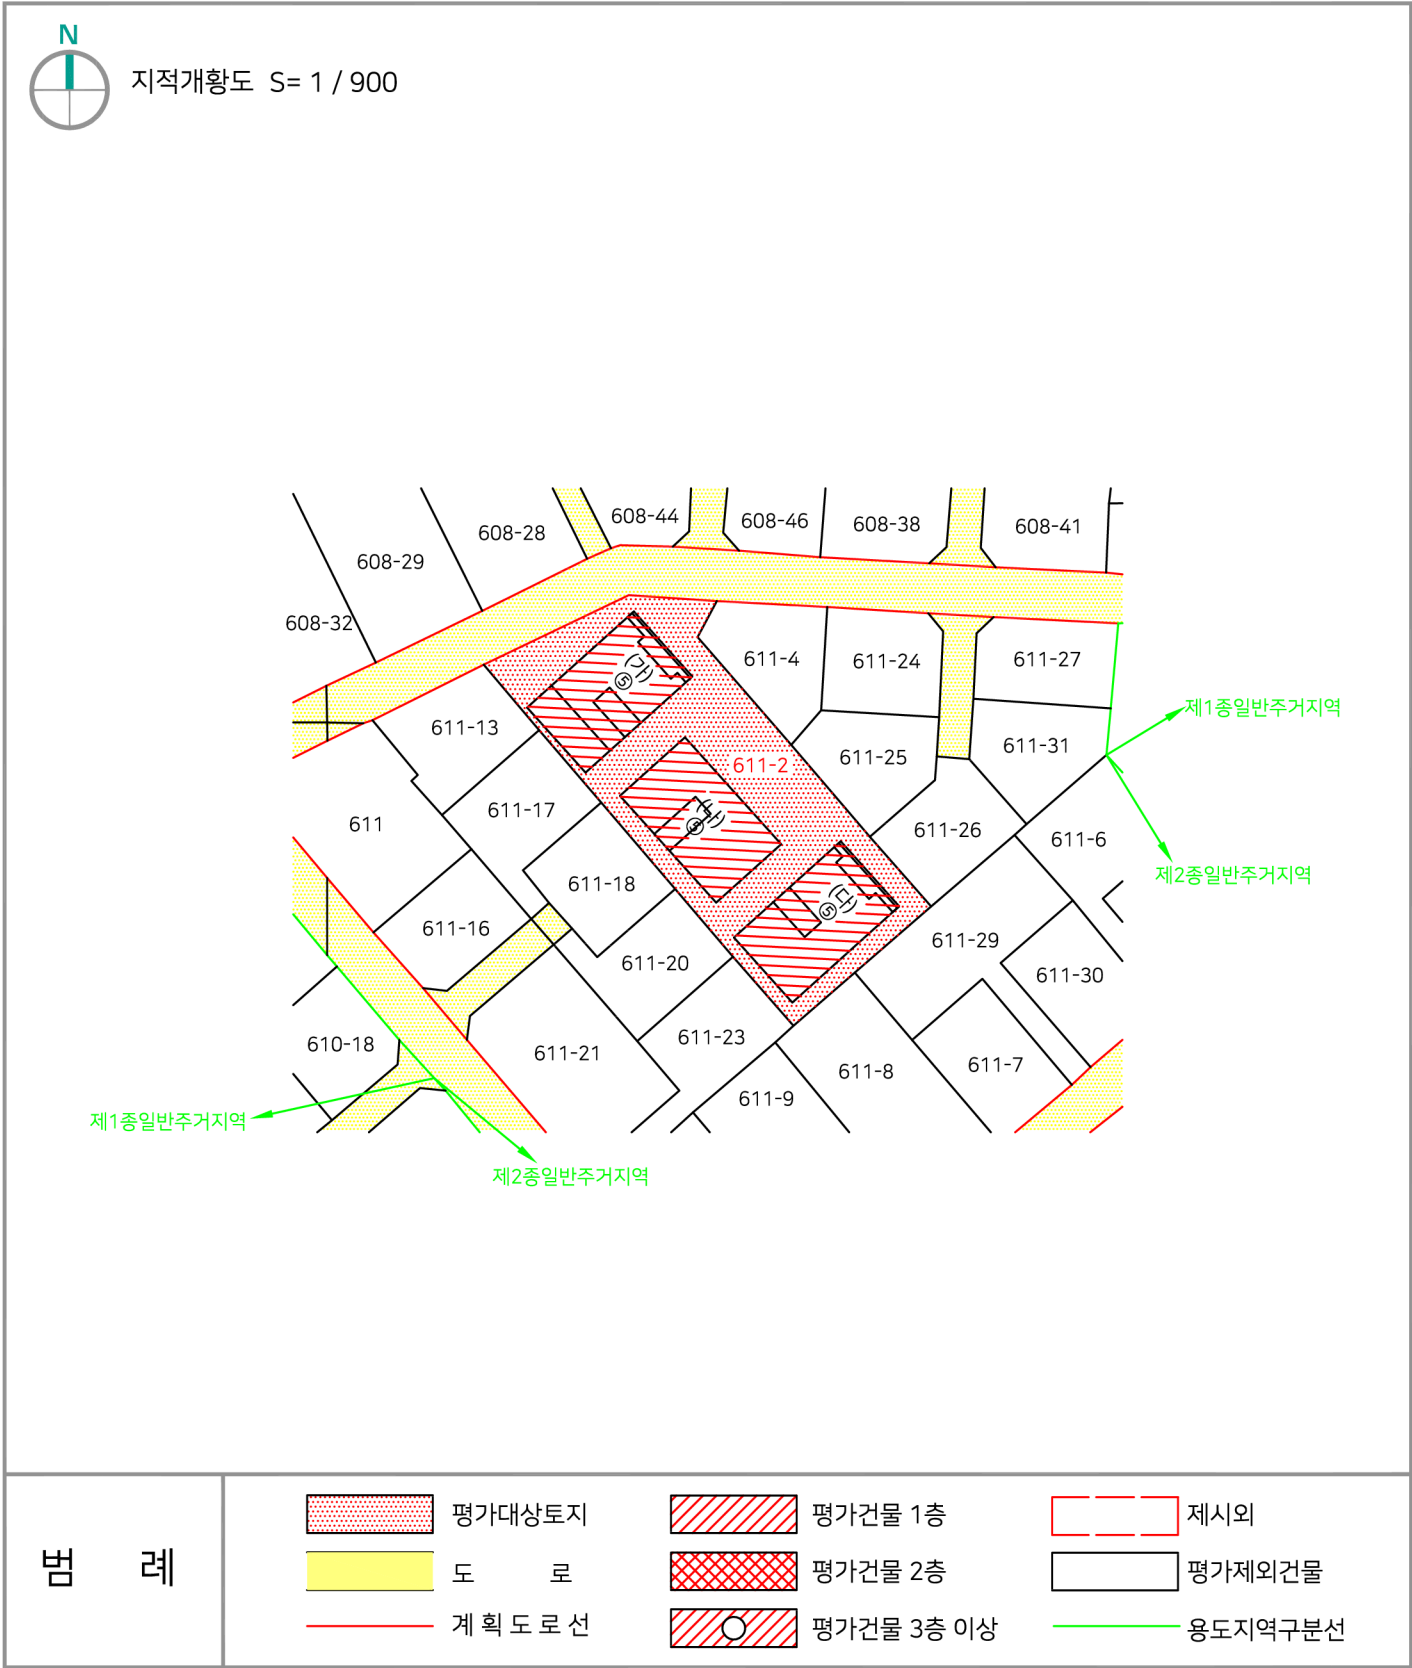 N
지적개황도 S= 1 / 900
608-44
608-46
608-38
608-41
608-28
608-29
608-32
611-4
611-24
611-27
(가)
⑤
제1종일반주거지역
611-13
611-31
611-25
611-2
611-17
(나)
⑤
611
611-26
611-6
제2종일반주거지역
611-18
(다)
⑤
611-16
611-29
611-20
611-30
610-18
611-21
611-23
611-8
611-7
611-9
제1종일반주거지역
제2종일반주거지역
범 례
평가대상토지
평가건물 1층
제시외
도 로
평가건물 2층
평가제외건물
계 획 도 로 선
평가건물 3층 이상
용도지역구분선